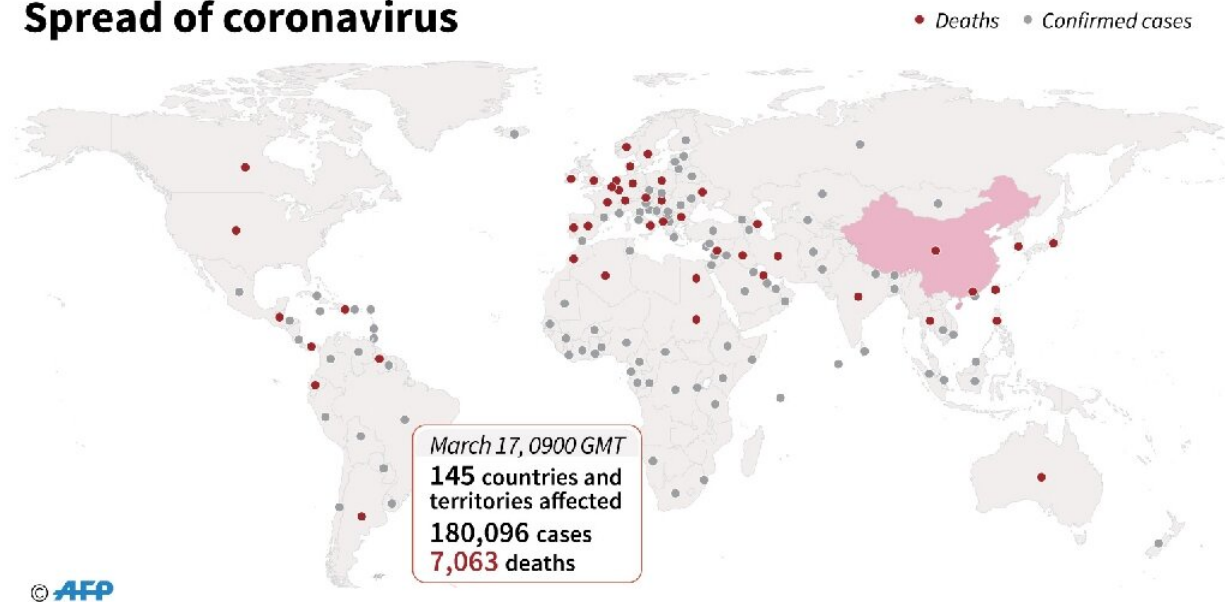 Spread of coronavirus
Deaths
Confirmed cases
March 17, 0900 GMT
145 countries and
territories affected
180,096 cases
7,063 deaths
© AFP